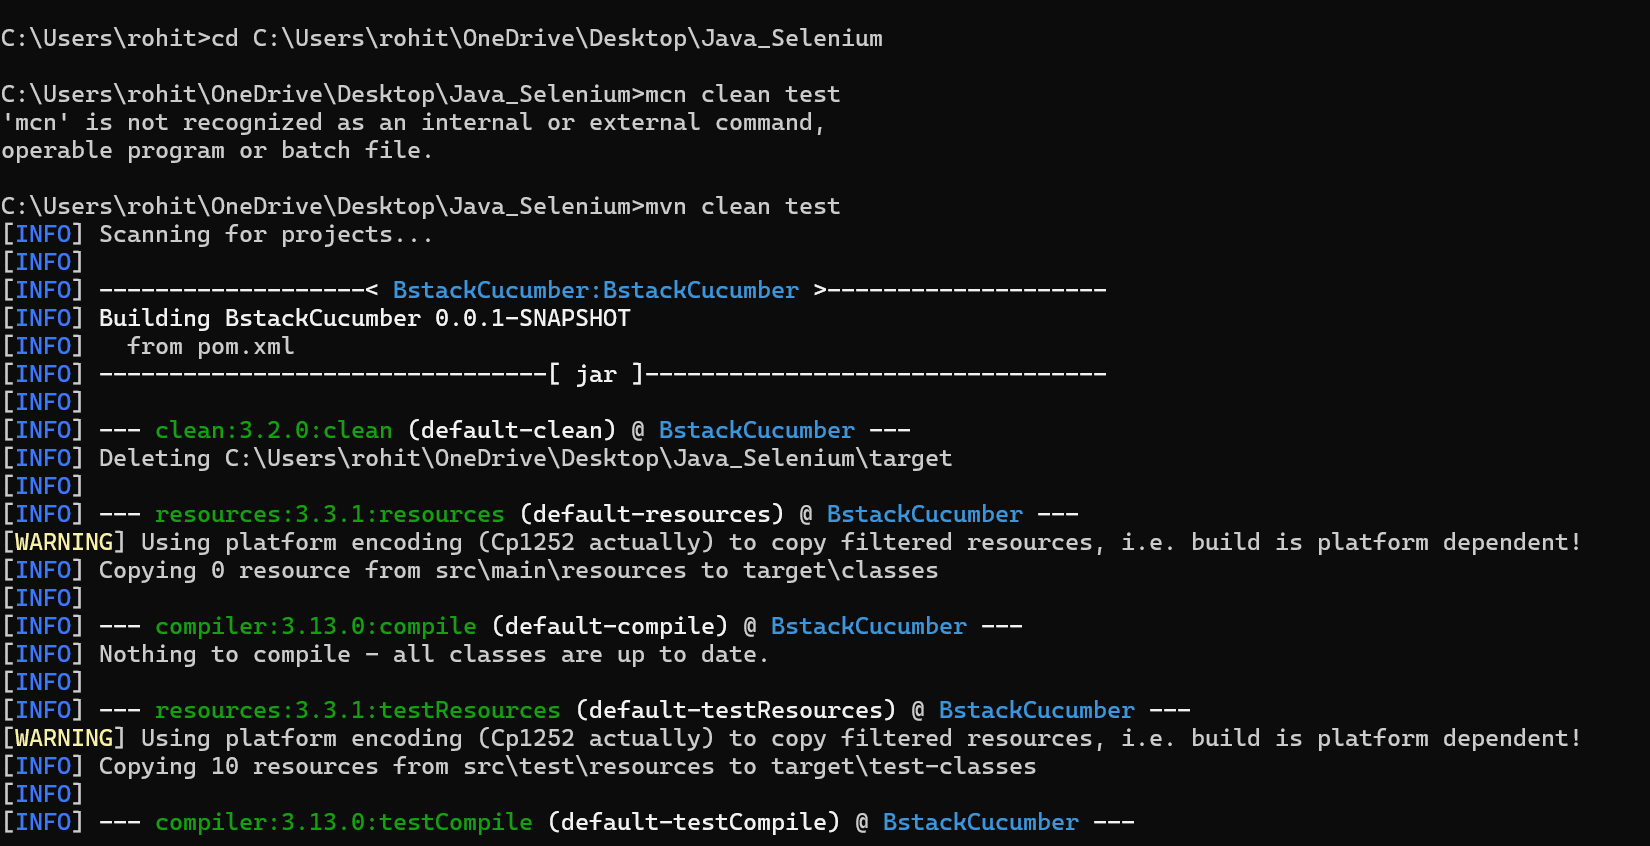 C:\Users\rohit>cd C:\Users\rohit\OneDrive\Desktop\Java_Selenium
C:\Users\rohit\OneDrive\Desktop\Java_Selenium>mcn clean test
'mcn' is not recognized as an internal or external command,
operable program or batch file.
C:\Users\rohit\OneDrive\Desktop\Java_Selenium>mvn clean test
[INFO] Scanning for projects...
[INFO]
[INFO] -------------------< BstackCucumber:BstackCucumber >--------------------
[INFO] Building BstackCucumber 0.0.1-SNAPSHOT
[INFO]   from pom.xml
[INFO] --------------------------------[ jar ]---------------------------------
[INFO]
[INFO] --- clean:3.2.0:clean (default-clean) @ BstackCucumber ---
[INFO] Deleting C:\Users\rohit\OneDrive\Desktop\Java_Selenium\target
[INFO]
[INFO] --- resources:3.3.1:resources (default-resources) @ BstackCucumber ---
[WARNING] Using platform encoding (Cp1252 actually) to copy filtered resources, i.e. build is platform dependent!
[INFO] Copying 0 resource from src\main\resources to target\classes
[INFO]
[INFO] --- compiler:3.13.0:compile (default-compile) @ BstackCucumber ---
[INFO] Nothing to compile - all classes are up to date.
[INFO]
[INFO] --- resources:3.3.1:testResources (default-testResources) @ BstackCucumber ---
[WARNING] Using platform encoding (Cp1252 actually) to copy filtered resources, i.e. build is platform dependent!
[INFO] Copying 10 resources from src\test\resources to target\test-classes
[INFO]
[INFO] --- compiler:3.13.0:testCompile (default-testCompile) @ BstackCucumber ---